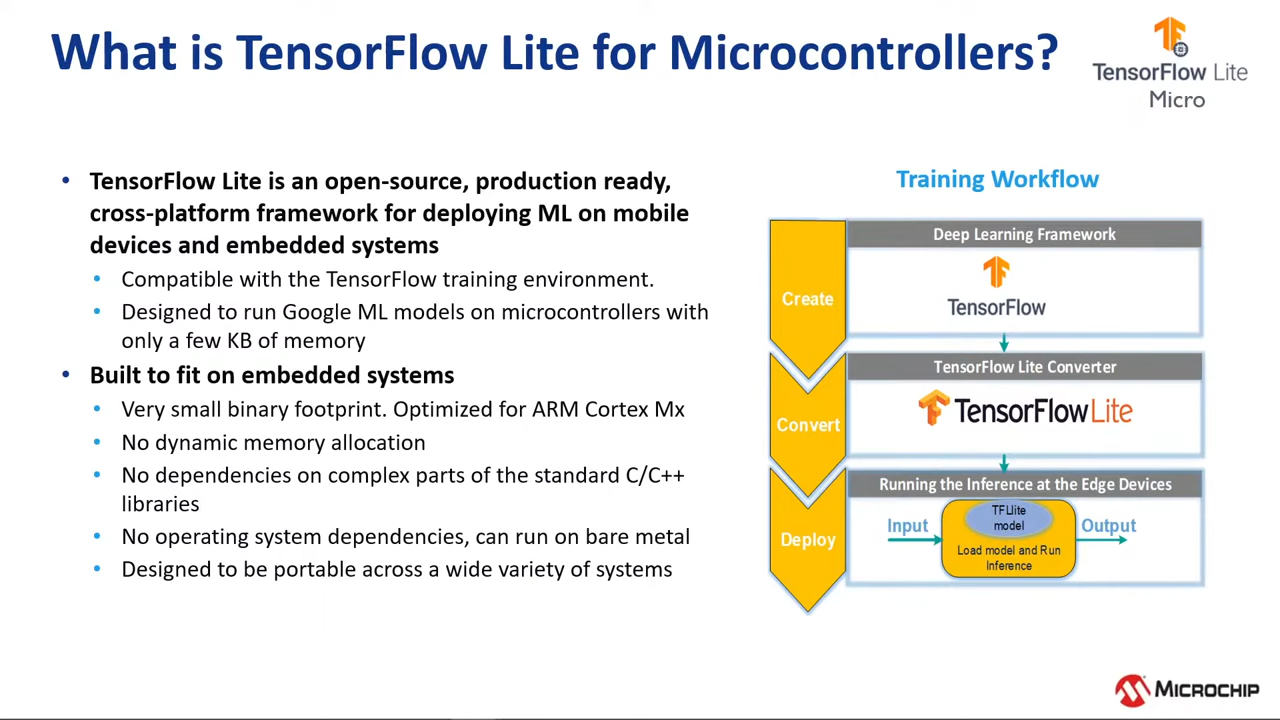 What is TensorFlow Lite for Microcontrollers?
TensorFlow Lite
Micro
• TensorFlow Lite is an open-source, production ready,
cross-platform framework for deploying ML on mobile
devices and embedded systems
• Compatible with the TensorFlow training environment.
• Designed to run Google ML models on microcontrollers with
only a few KB of memory
• Built to fit on embedded systems
• Very small binary footprint. Optimized for ARM Cortex Mx
• No dynamic memory allocation
• No dependencies on complex parts of the standard C/C++
libraries
• No operating system dependencies, can run on bare metal
• Designed to be portable across a wide variety of systems
Training Workflow
Create
Deep Learning Framework
TensorFlow
Convert
TensorFlow Lite Converter
TensorFlowLite
Deploy
Running the Inference at the Edge Devices
Input
TFLlite
model
Load model and Run
Inference
Output
MICROCHIP